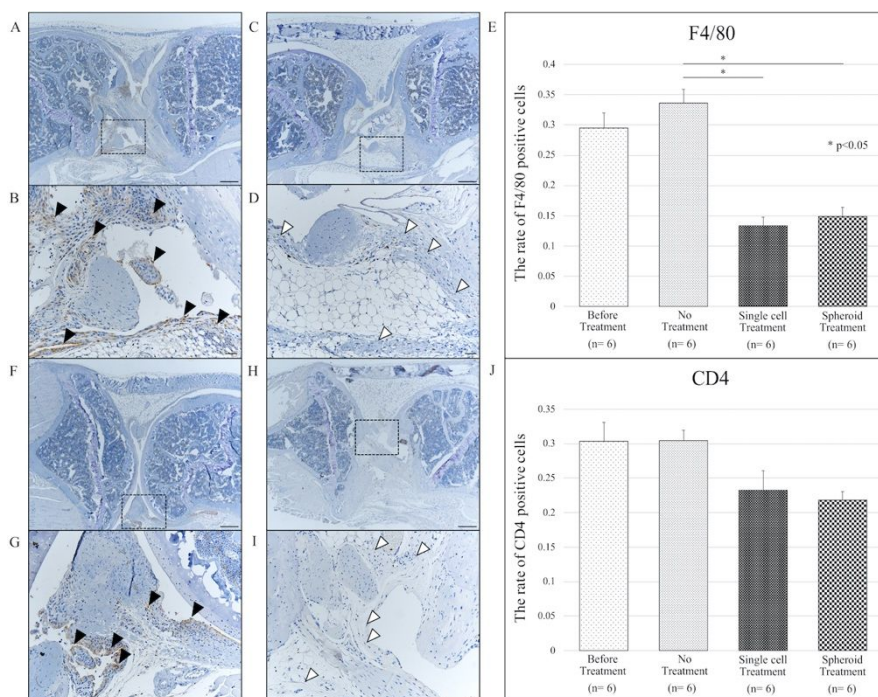 A
C
E
F4/80
*
*
* p<0.05
The rate of F4/80 positive cells
0.4
0.35
0.3
0.25
0.2
0.15
0.1
0.05
0
Before Treatment
No Treatment
Single cell Treatment
Spheroid Treatment
(n= 6)
(n= 6)
(n= 6)
(n= 6)
B
D
F
H
J
CD4
The rate of CD4 positive cells
0.35
0.3
0.25
0.2
0.15
0.1
0.05
0
Before Treatment
No Treatment
Single cell Treatment
Spheroid Treatment
(n= 6)
(n= 6)
(n= 6)
(n= 6)
G
I